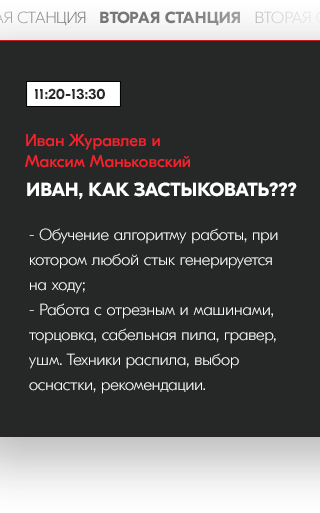 АЯ СТАНЦИЯ ВТОРАЯ СТАНЦИЯ ВТОРАЯ С
11:20-13:30
Иван Журавлев и
Максим Маньковский
ИВАН, КАК ЗАСТЫКОВАТЬ???
- Обучение алгоритму работы, при
котором любой стык генерируется
на ходу;
- Работа с отрезным и машинами,
торцовка, сабельная пила, гравер,
ушм. Техники распила, выбор
оснастки, рекомендации.